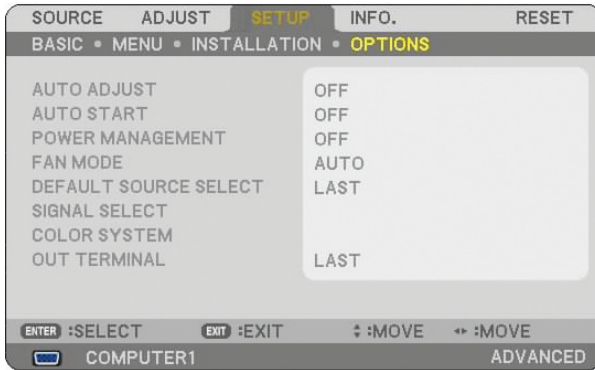 SOURCE ADJUST SETUP INFO. RESET
BASIC • MENU • INSTALLATION • OPTIONS
AUTO ADJUST OFF
AUTO START OFF
POWER MANAGEMENT OFF
FAN MODE AUTO
DEFAULT SOURCE SELECT LAST
SIGNAL SELECT
COLOR SYSTEM
OUT TERMINAL LAST
ENTER :SELECT EXIT :EXIT :MOVE :MOVE
COMPUTER1 ADVANCED